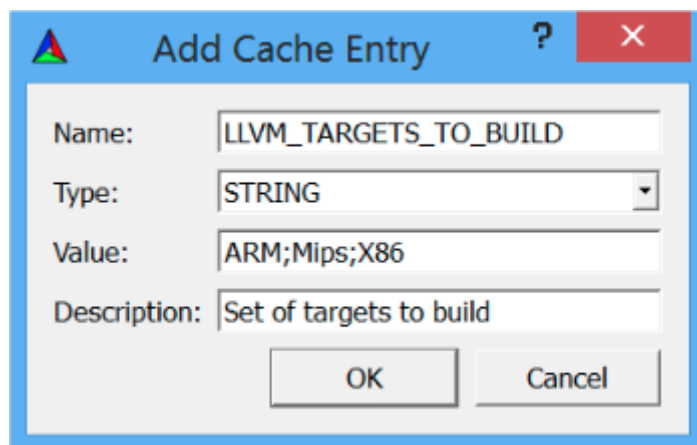 Add Cache Entry ?
Name: LLVM_TARGETS_TO_BUILD
Type: STRING
Value: ARM;Mips;X86
Description: Set of targets to build
OK Cancel